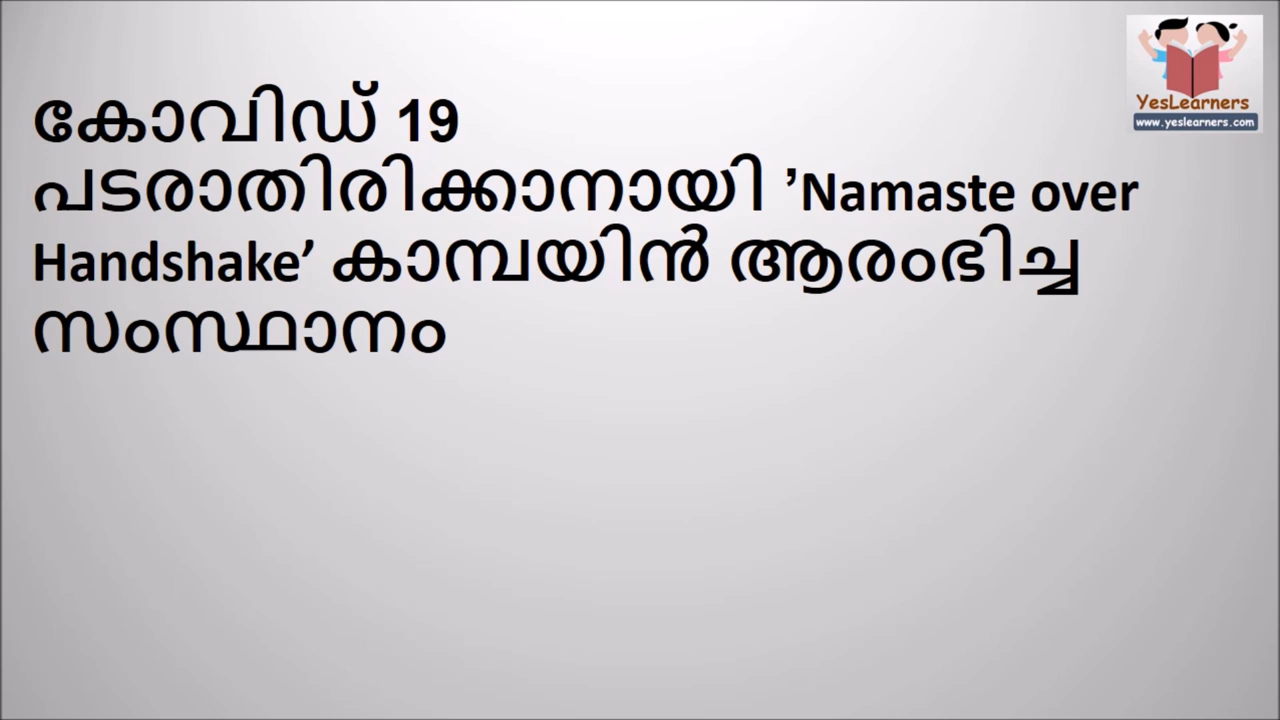 കോവിഡ് 19
പടരാതിരിക്കാനായി ’Namaste over
Handshake’ കാമ്പയിൻ ആരംഭിച്ച
സംസ്ഥാനം
YesLearners
www.yeslearners.com